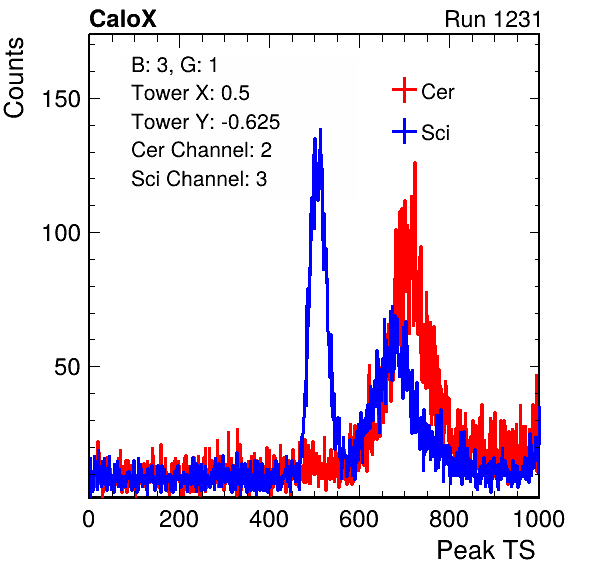 CaloX Run 1231
B: 3, G: 1
Tower X: 0.5
Tower Y: -0.625
Cer Channel: 2
Sci Channel: 3
Cer
Sci
Counts
150
100
50
0 200 400 600 800 1000
Peak TS